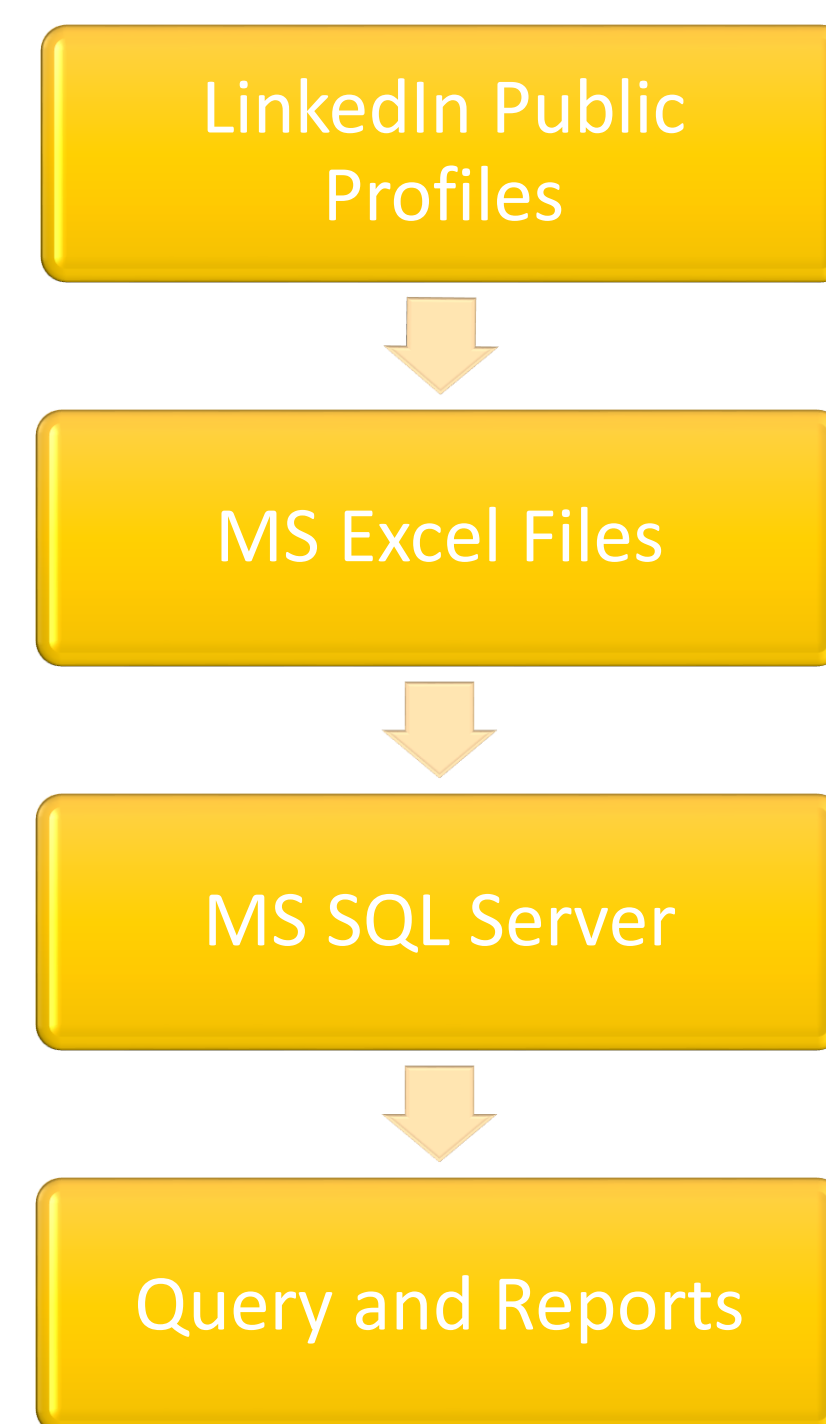 LinkedIn Public
Profiles
MS Excel Files
MS SQL Server
Query and Reports